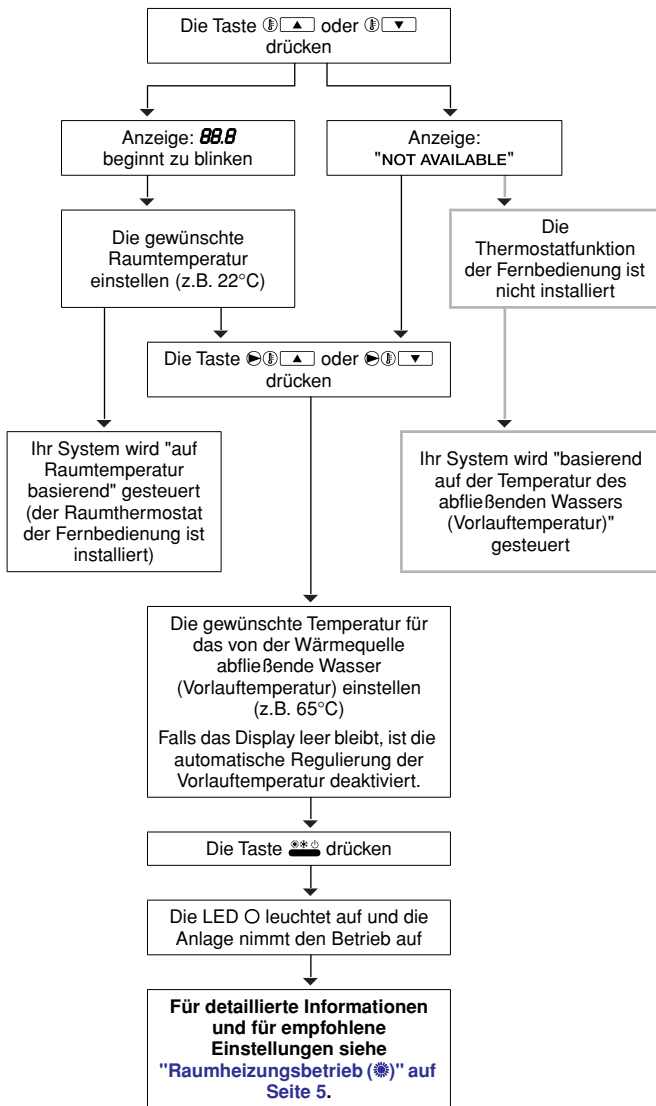 Die Taste ▲ oder ▼
drücken
Anzeige: 88.8
beginnt zu blinken
Anzeige:
"NOT AVAILABLE"
Die gewünschte
Raumtemperatur
einstellen (z.B. 22°C)
Die
Thermostatfunktion
der Fernbedienung ist
nicht installiert
Die Taste ▲ oder ▼
drücken
Ihr System wird "auf
Raumtemperatur
basierend" gesteuert
(der Raumthermostat
der Fernbedienung ist
installiert)
Ihr System wird "basierend
auf der Temperatur des
abfließenden Wassers
(Vorlauftemperatur)"
gesteuert
Die gewünschte Temperatur für
das von der Wärmequelle
abfließende Wasser
(Vorlauftemperatur) einstellen
(z.B. 65°C)
Falls das Display leer bleibt, ist die
automatische Regulierung der
Vorlauftemperatur deaktiviert.
Die Taste drücken
Die LED leuchtet auf und die
Anlage nimmt den Betrieb auf
Für detaillierte Informationen
und für empfohlene
Einstellungen siehe
"Raumheizungsbetrieb ()" auf
Seite 5.